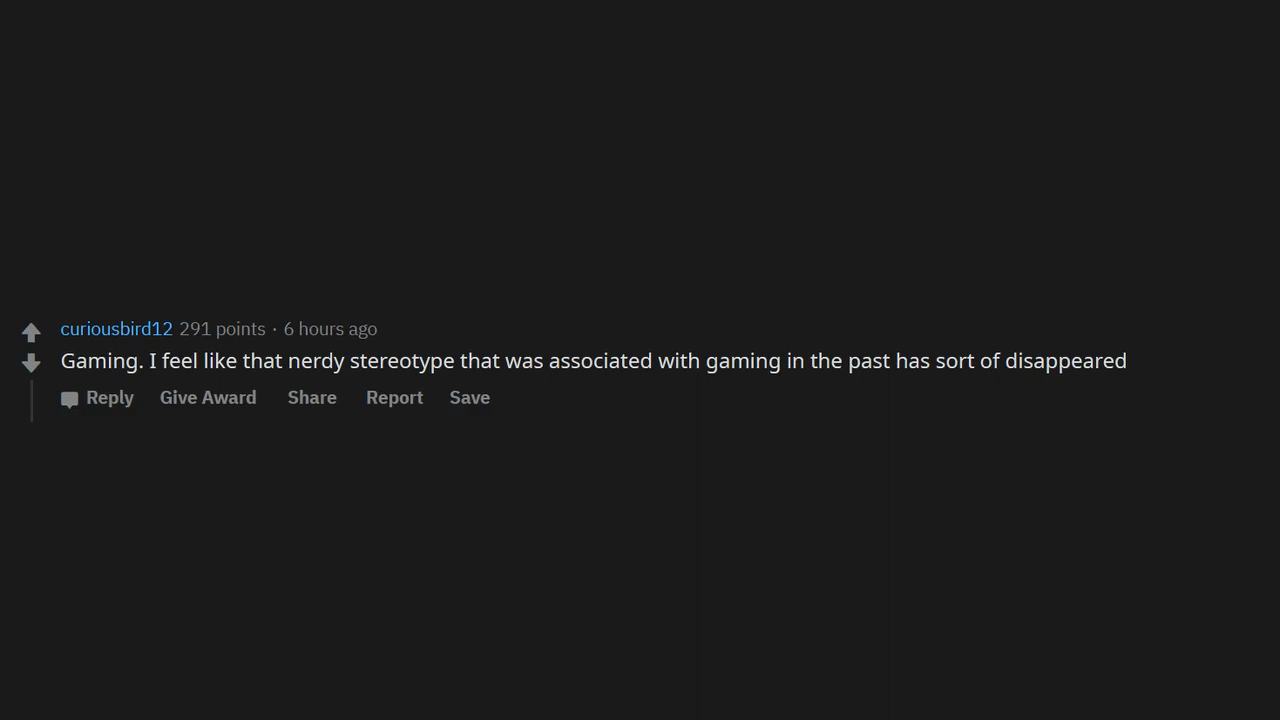 curiousbird12 291 points · 6 hours ago
Gaming. I feel like that nerdy stereotype that was associated with gaming in the past has sort of disappeared
Reply Give Award Share Report Save